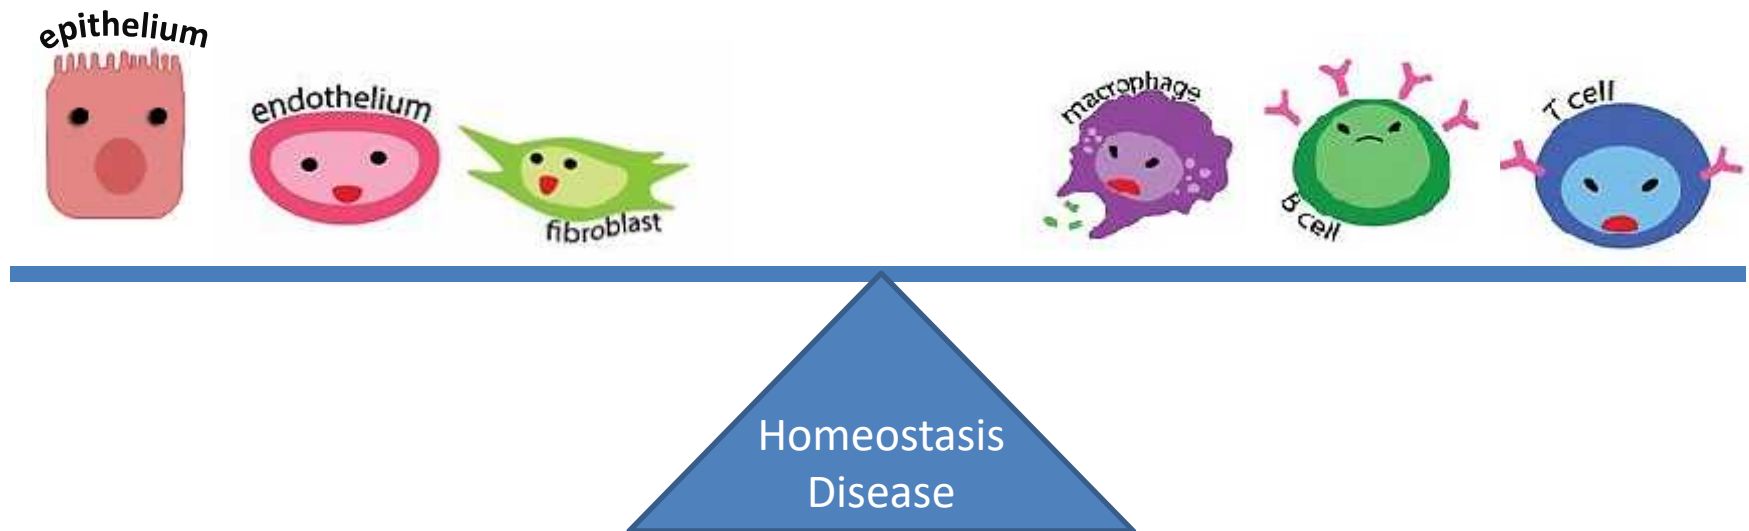 epithelium
endothelium
fibroblast
macrophage
B cell
T cell
Homeostasis
Disease